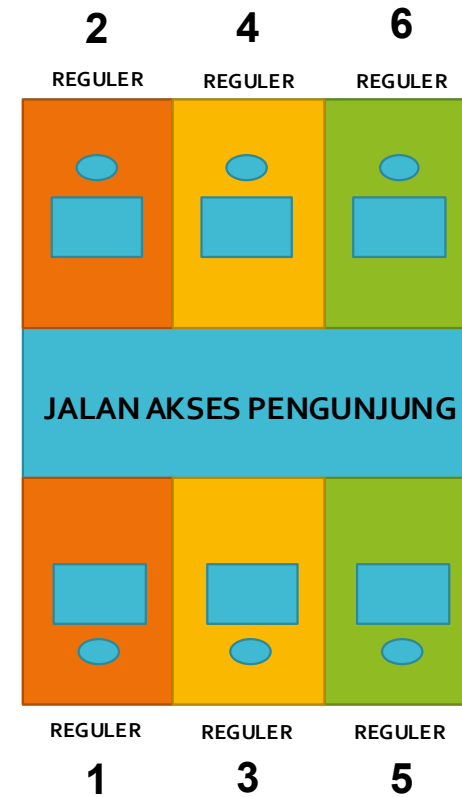 2 4 6
REGULER REGULER REGULER
JALAN AKSES PENGUNJUNG
REGULER REGULER REGULER
1 3 5